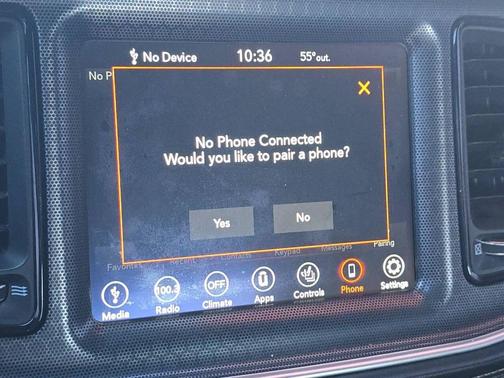 No Device 10:36 55°out.
No P
No Phone Connected
Would you like to pair a phone?
Yes No
Favorites Recent Contacts Keypad Messages Pairing
100.3 OFF
Media Radio Climate Apps Controls Phone Settings